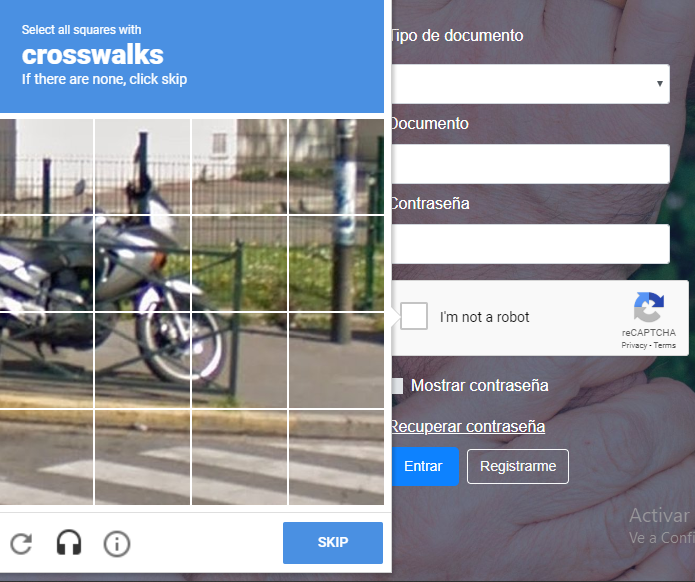 Select all squares with
crosswalks
If there are none, click skip
Tipo de documento
Documento
Contraseña
I'm not a robot
reCAPTCHA
Privacy - Terms
Mostrar contraseña
Recuperar contraseña
Entrar
Registrarme
SKIP
Activar
Ve a Confi